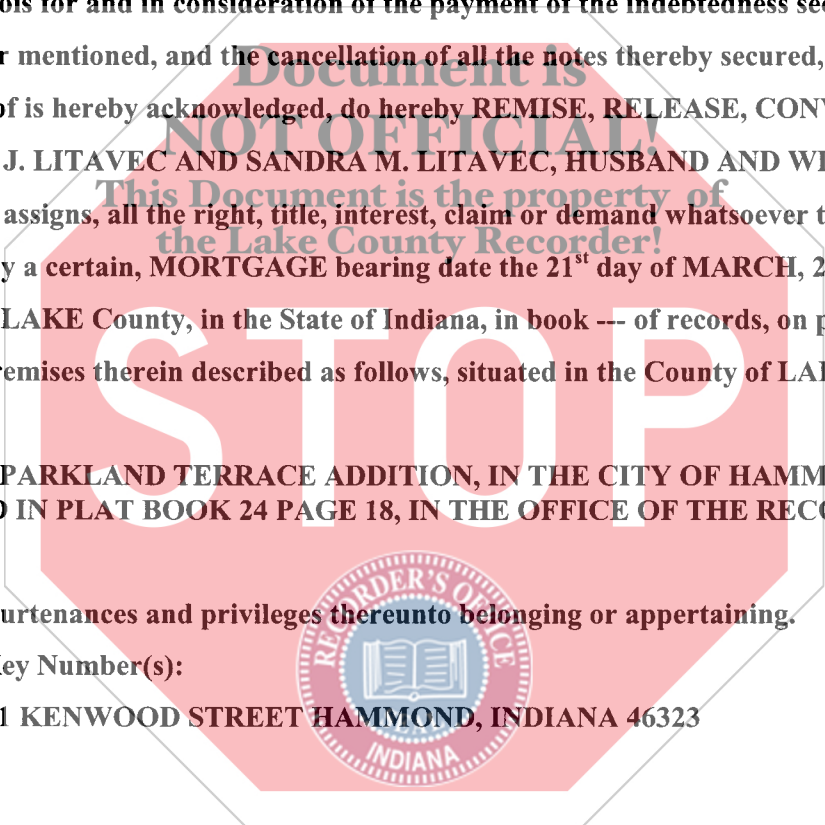 ois for and in consideration of the payment of the indebtedness sec
r mentioned, and the cancellation of all the notes thereby secured,
Document is
of is hereby acknowledged, do hereby REMISE, RELEASE, CONV
NOT OFFICIAL!
J. LITAVEC AND SANDRA M. LITAVEC, HUSBAND AND WI
This Document is the property of
assigns, all the right, title, interest, claim or demand whatsoever t
the Lake County Recorder!
y a certain, MORTGAGE bearing date the 21st day of MARCH, 2
LAKE County, in the State of Indiana, in book --- of records, on p
remises therein described as follows, situated in the County of LAI
STOP
PARKLAND TERRACE ADDITION, IN THE CITY OF HAMM
D IN PLAT BOOK 24 PAGE 18, IN THE OFFICE OF THE RECO
urtenances and privileges thereunto belonging or appertaining.
Key Number(s):
1 KENWOOD STREET HAMMOND, INDIANA 46323
RECORDER'S OFFICE
INDIANA